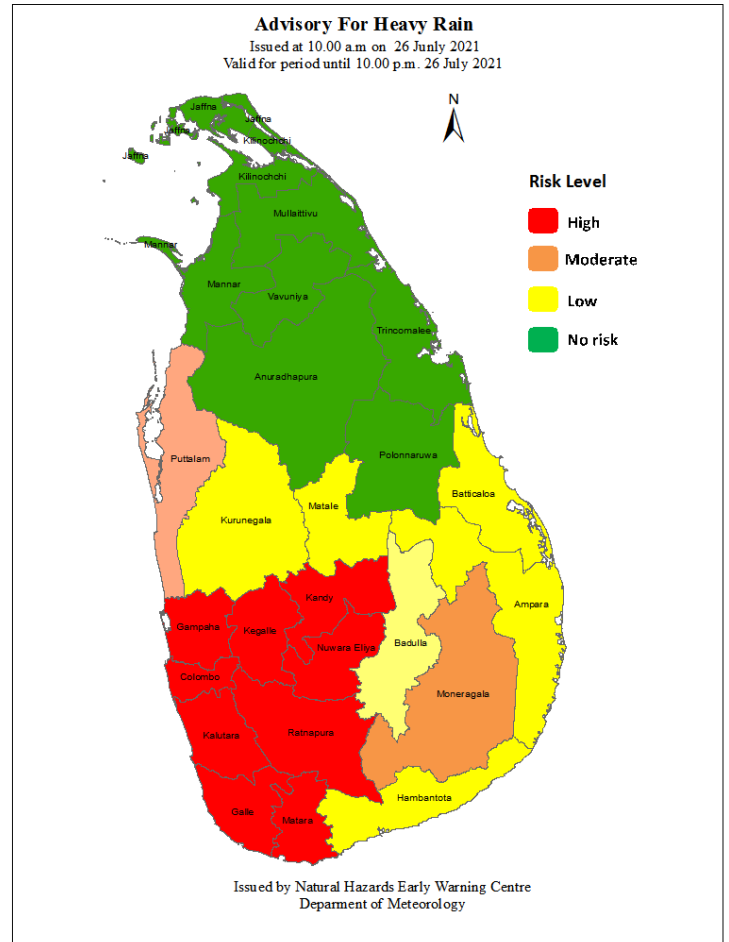 Advisory For Heavy Rain
Issued at 10.00 a.m on 26 Junly 2021
Valid for period until 10.00 p.m. 26 July 2021
N
Jaffna
Jaffna
Jaffna
Kilinochchi
Jaffna
Kilinochchi
Mullaittivu
Mannar
Mannar
Vavuniya
Trincomalee
Anuradhapura
Puttalam
Polonnaruwa
Kurunegala
Matale
Batticaloa
Kandy
Ampara
Gampaha
Kegalle
Nuwara Eliya
Badulla
Colombo
Moneragala
Kalutara
Ratnapura
Hambantota
Galle
Matara
Risk Level
High
Moderate
Low
No risk
Issued by Natural Hazards Early Warning Centre
Deparment of Meteorology